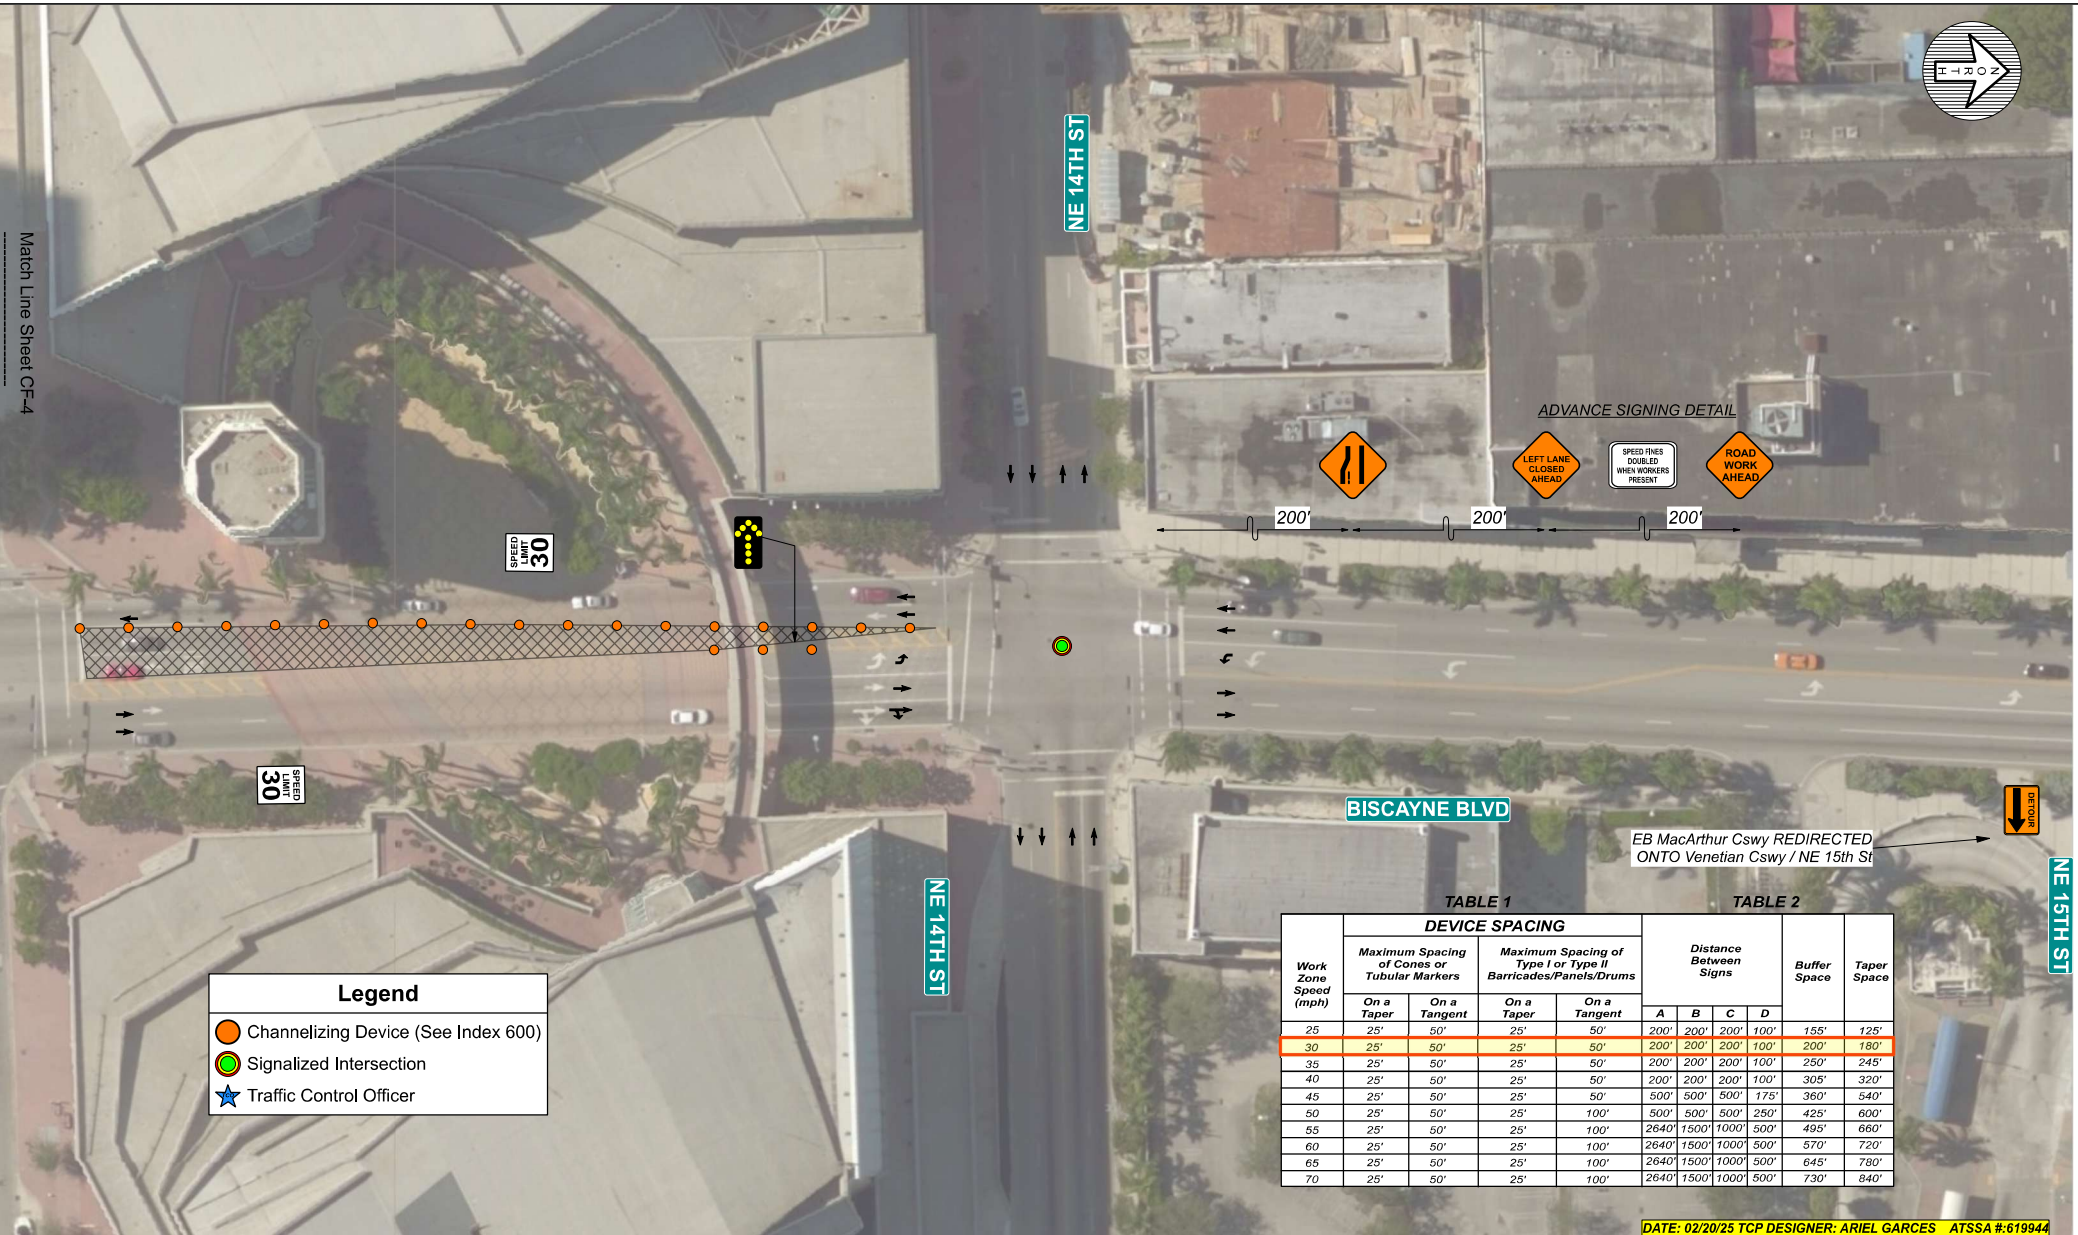 NORTH
Match Line Sheet CF-4
NE 14TH ST
ADVANCE SIGNING DETAIL
LEFT LANE
CLOSED
AHEAD
SPEED FINES
DOUBLED
WHEN WORKERS
PRESENT
ROAD
WORK
AHEAD
200' 200' 200'
SPEED
LIMIT
30
SPEED
LIMIT
30
BISCAYNE BLVD
DETOUR
EB MacArthur Cswy REDIRECTED
ONTO Venetian Cswy / NE 15th St
NE 15TH ST
NE 14TH ST
Legend
Channelizing Device (See Index 600)
Signalized Intersection
Traffic Control Officer
TABLE 1 TABLE 2
DEVICE SPACING
Work
Zone
Speed
(mph)
Maximum Spacing
of Cones or
Tubular Markers
Maximum Spacing of
Type I or Type II
Barricades/Panels/Drums
Distance
Between
Signs
Buffer
Space
Taper
Space
On a
Taper
On a
Tangent
On a
Taper
On a
Tangent
A B C D
25 25' 50' 25' 50' 200' 200' 200' 100' 155' 125'
30 25' 50' 25' 50' 200' 200' 200' 100' 200' 180'
35 25' 50' 25' 50' 200' 200' 200' 100' 250' 245'
40 25' 50' 25' 50' 200' 200' 200' 100' 305' 320'
45 25' 50' 25' 50' 500' 500' 500' 175' 360' 540'
50 25' 50' 25' 100' 500' 500' 500' 250' 425' 600'
55 25' 50' 25' 100' 2640' 1500' 1000' 500' 495' 660'
60 25' 50' 25' 100' 2640' 1500' 1000' 500' 570' 720'
65 25' 50' 25' 100' 2640' 1500' 1000' 500' 645' 780'
70 25' 50' 25' 100' 2640' 1500' 1000' 500' 730' 840'
DATE: 02/20/25 TCP DESIGNER: ARIEL GARCES ATSSA #:619944